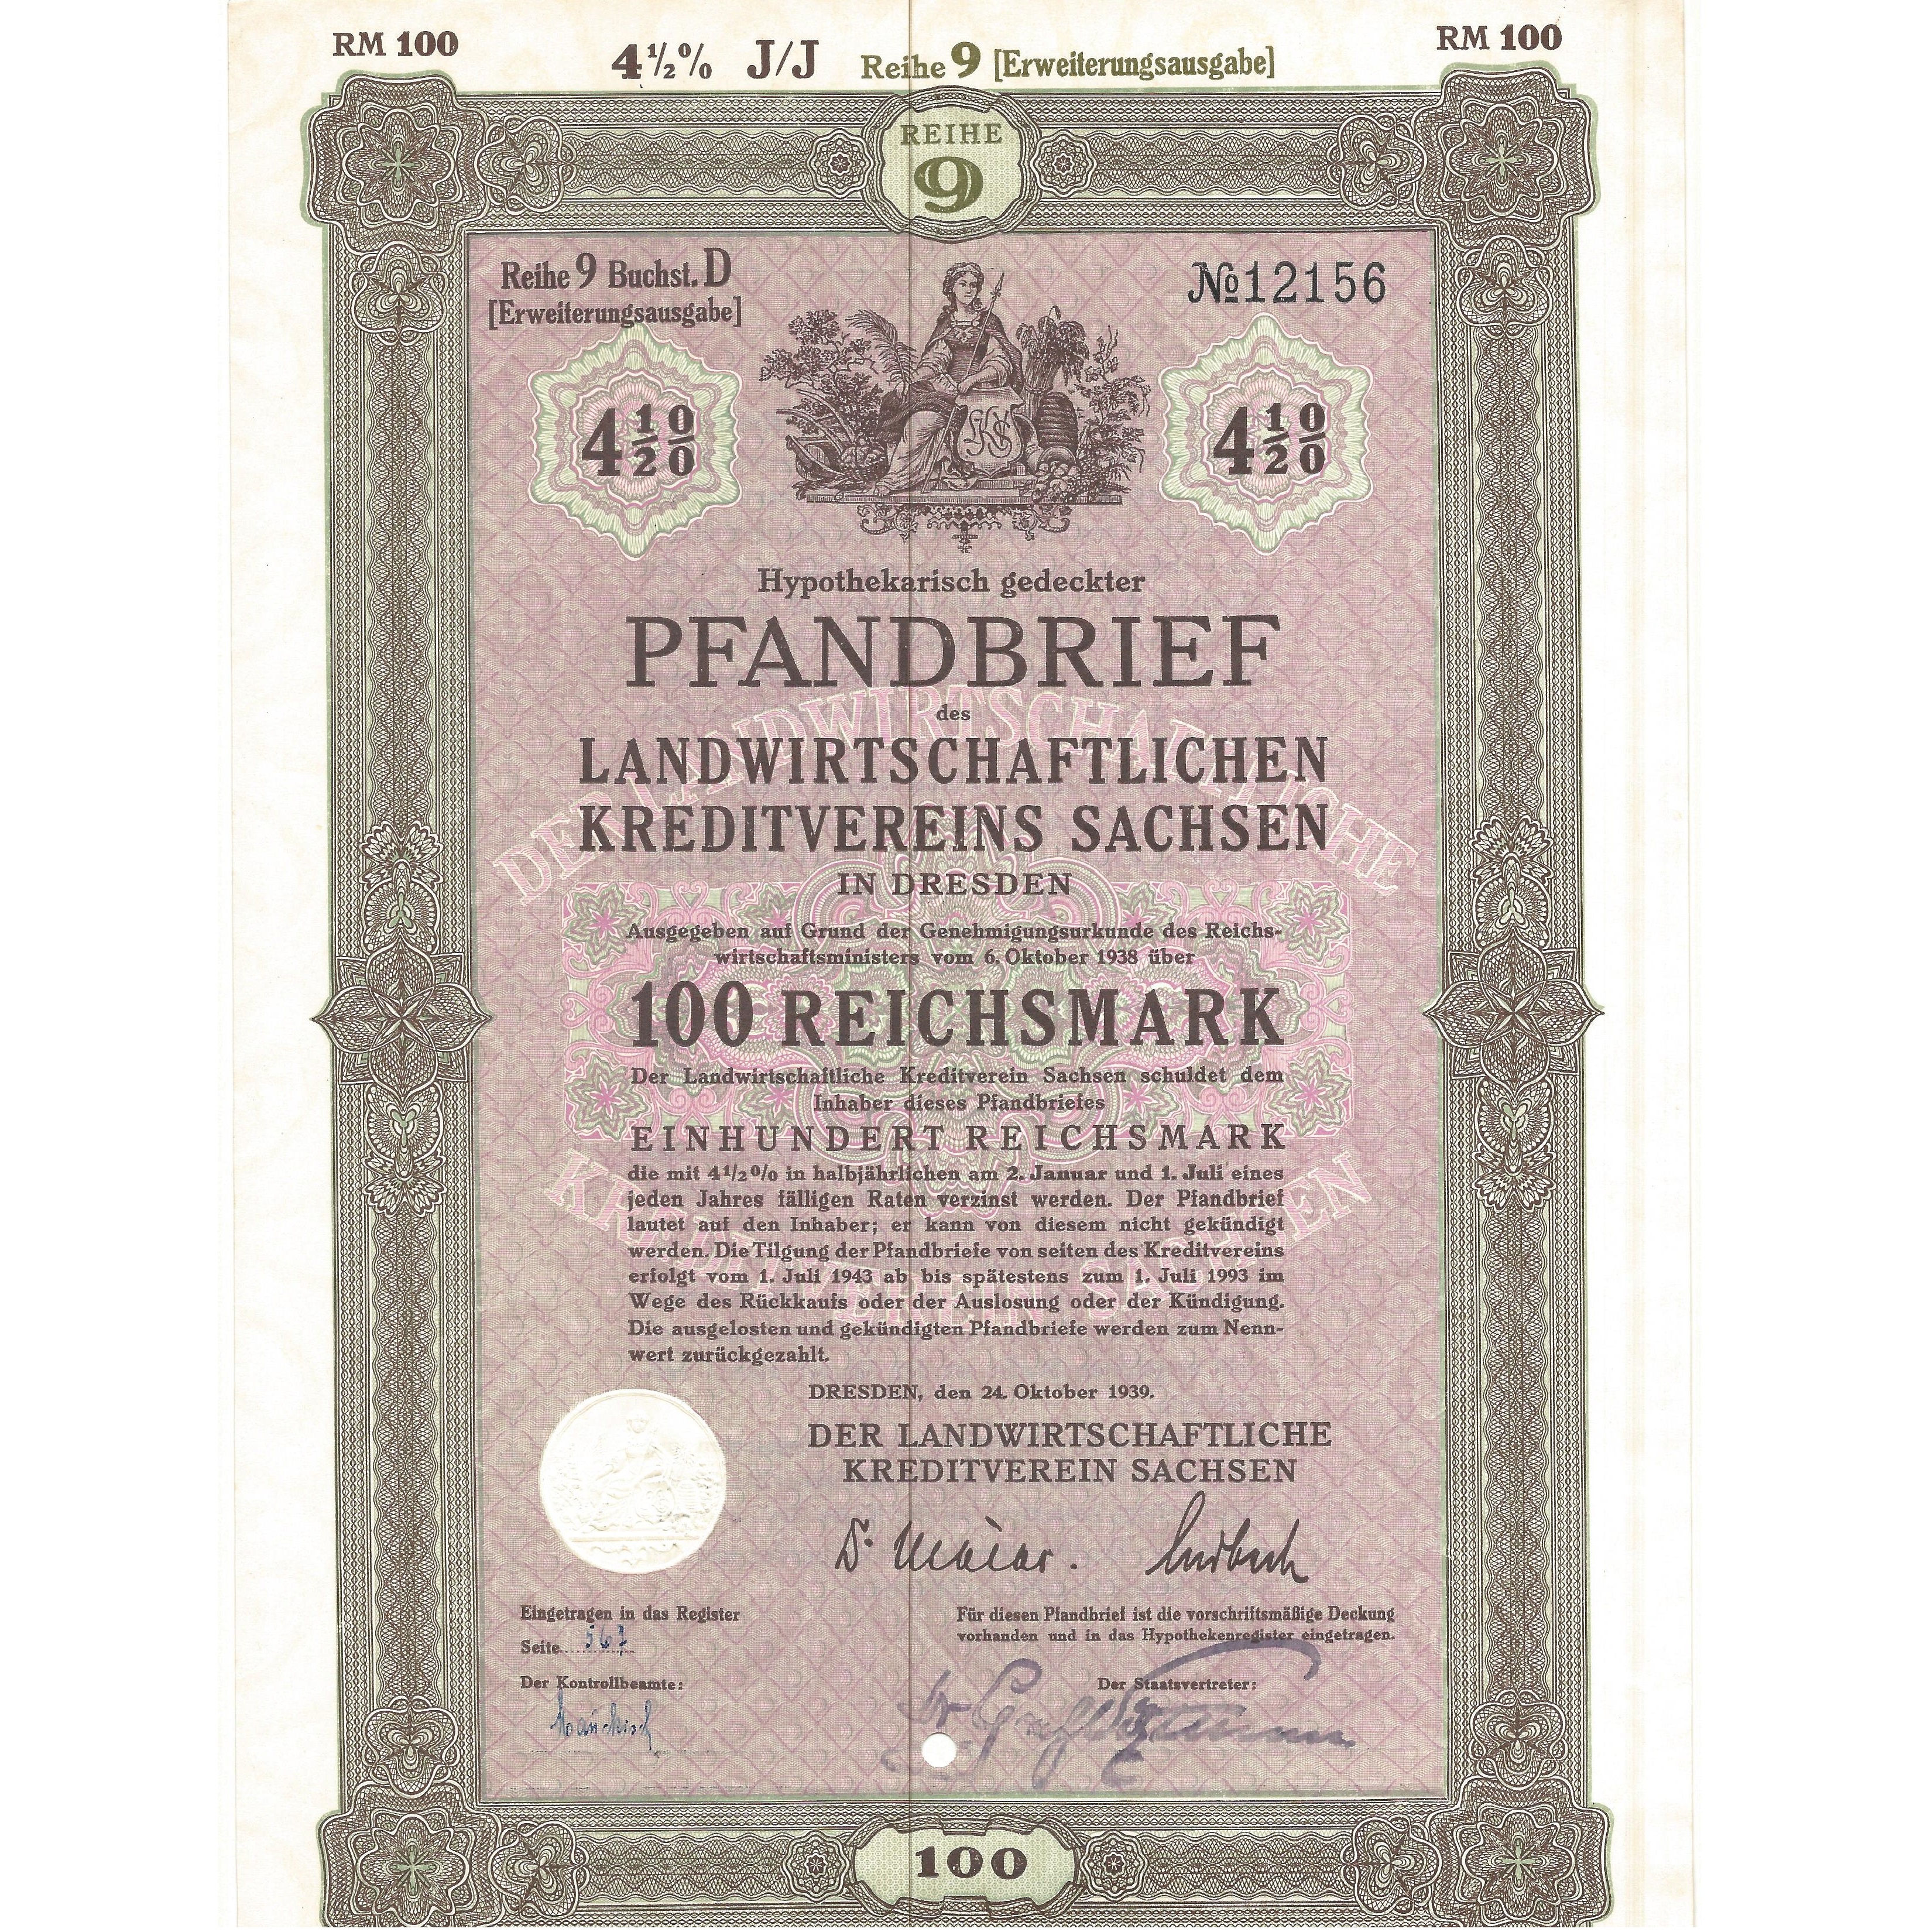 RM 100
4½% J/J Reihe 9 [Erweiterungsausgabe]
RM 100
REIHE
9
Reihe 9 Buchst. D
[Erweiterungsausgabe]
№12156
4½%
LKVS
4½%
Hypothekarisch gedeckter
PFANDBRIEF
des
LANDWIRTSCHAFTLICHEN
KREDITVEREINS SACHSEN
IN DRESDEN
DER LANDWIRTSCHAFTLICHE
Ausgegeben auf Grund der Genehmigungsurkunde des Reichs-
wirtschaftsministers vom 6. Oktober 1938 über
100 REICHSMARK
Der Landwirtschaftliche Kreditverein Sachsen schuldet dem
Inhaber dieses Pfandbriefes
EINHUNDERT REICHSMARK
die mit 4½% in halbjährlichen am 2. Januar und 1. Juli eines
jeden Jahres fälligen Raten verzinst werden. Der Pfandbrief
lautet auf den Inhaber; er kann von diesem nicht gekündigt
werden. Die Tilgung der Pfandbriefe von seiten des Kreditvereins
erfolgt vom 1. Juli 1943 ab bis spätestens zum 1. Juli 1993 im
Wege des Rückkaufs oder der Auslosung oder der Kündigung.
Die ausgelosten und gekündigten Pfandbriefe werden zum Nenn-
wert zurückgezahlt.
KREDITVEREIN SACHSEN
DRESDEN, den 24. Oktober 1939.
DER LANDWIRTSCHAFTLICHE
KREDITVEREIN SACHSEN
Eingetragen in das Register
Seite 567
Der Kontrollbeamte:
Für diesen Pfandbrief ist die vorschriftsmäßige Deckung
vorhanden und in das Hypothekenregister eingetragen.
Der Staatsvertreter:
100